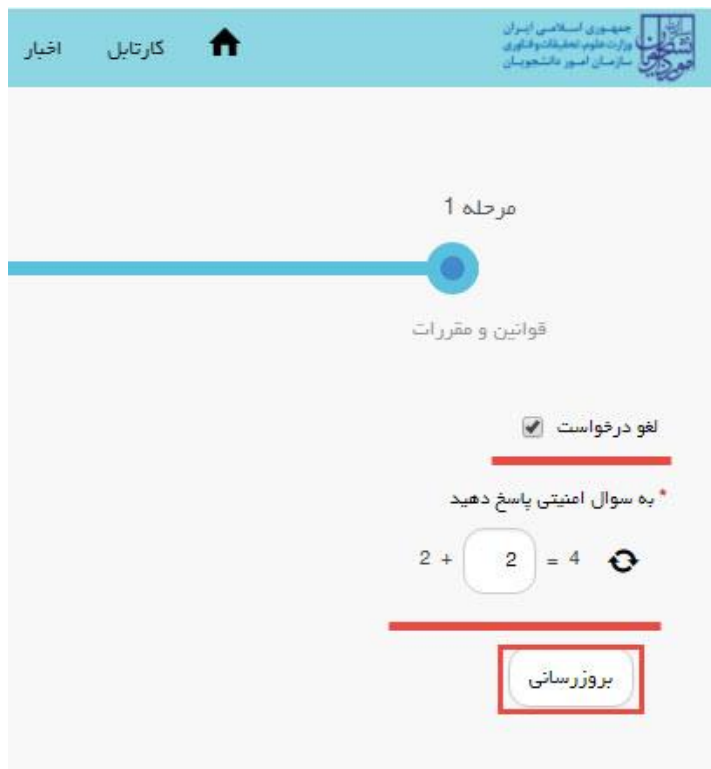 جمهوری اسلامی ایران
وزارت علوم، تحقیقات و فناوری
سازمان امور دانشجویان
کارتابل اخبار
مرحله 1
قوانین و مقررات
لغو درخواست
* به سوال امنیتی پاسخ دهید
2 + 2 = 4
بروزرسانی